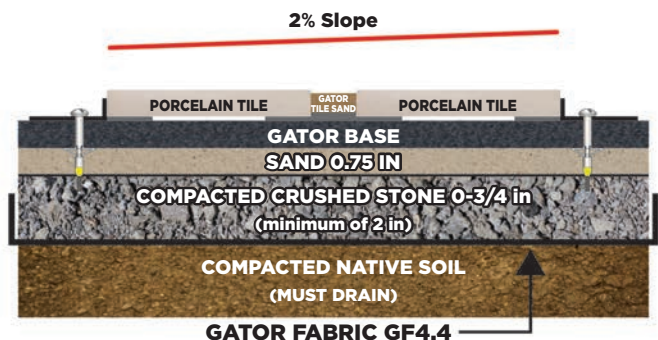 2% Slope
PORCELAIN TILE
GATOR
TILE SAND
PORCELAIN TILE
GATOR BASE
SAND 0.75 IN
COMPACTED CRUSHED STONE 0-3/4 in
(minimum of 2 in)
COMPACTED NATIVE SOIL
(MUST DRAIN)
GATOR FABRIC GF4.4